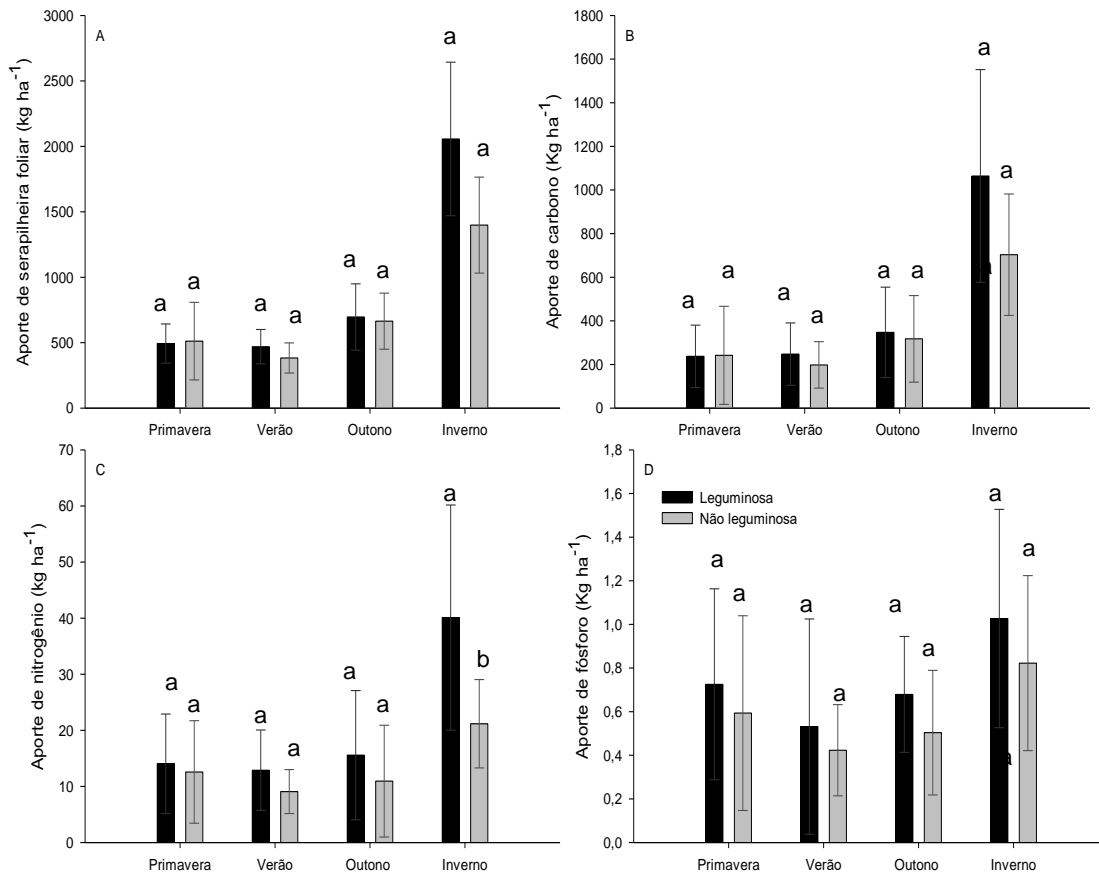 A
Aporte de serapilheira foliar (kg ha-1)
3000
2500
2000
1500
1000
500
0
a a a a a a a a
Primavera Verão Outono Inverno
B
Aporte de carbono (Kg ha-1)
1800
1600
1400
1200
1000
800
600
400
200
0
a a a a a a a a
a
Primavera Verão Outono Inverno
C
Aporte de nitrogênio (kg ha-1)
70
60
50
40
30
20
10
0
a a a a a a a b
Primavera Verão Outono Inverno
D
Leguminosa
Não leguminosa
Aporte de fósforo (Kg ha-1)
1,8
1,6
1,4
1,2
1,0
0,8
0,6
0,4
0,2
0,0
a a a a a a a a
a
Primavera Verão Outono Inverno